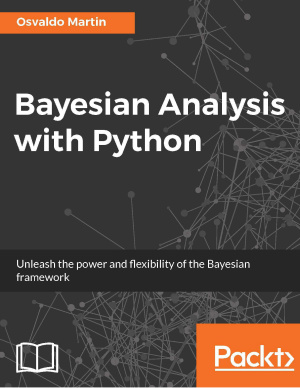 Osvaldo Martin
Bayesian Analysis
with Python
Unleash the power and flexibility of the Bayesian
framework
Packt>